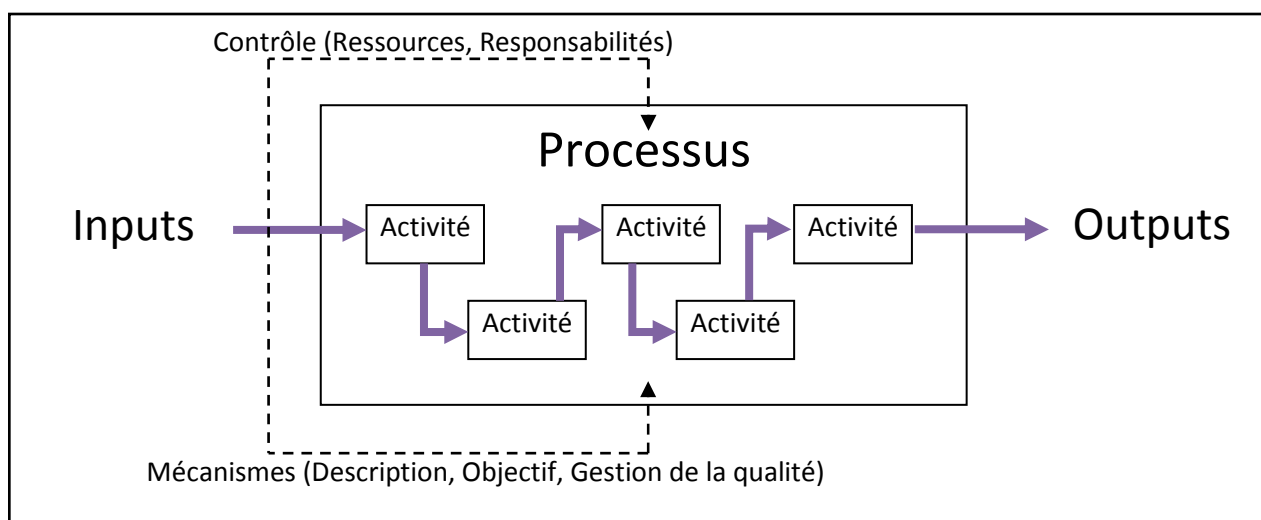 Contrôle (Ressources, Responsabilités)
Processus
Inputs
Activité
Activité
Activité
Outputs
Activité
Activité
Mécanismes (Description, Objectif, Gestion de la qualité)